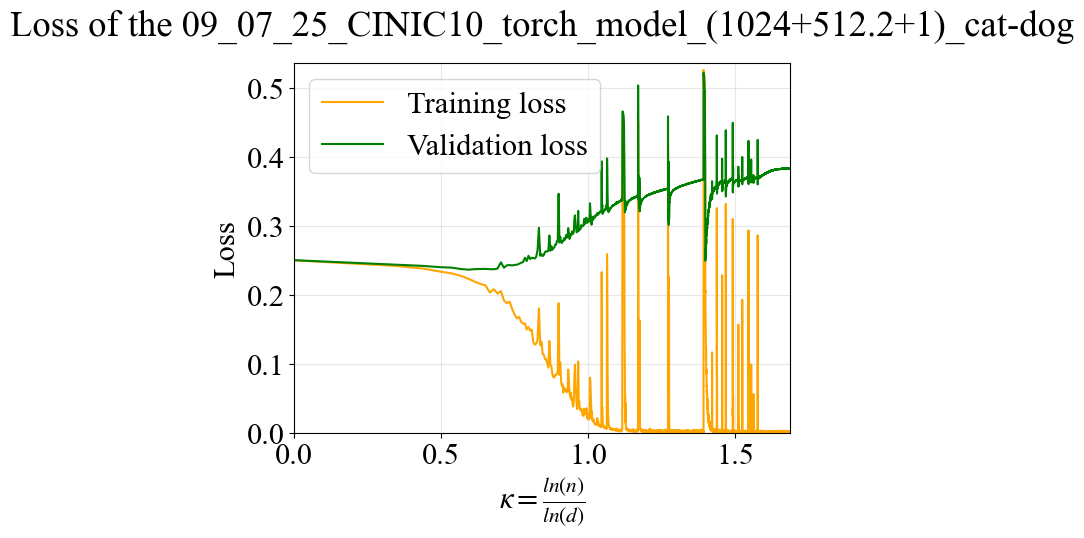 Loss of the 09_07_25_CINIC10_torch_model_(1024+512.2+1)_cat-dog
Training loss
Validation loss
Loss
0.5
0.4
0.3
0.2
0.1
0.0
0.0 0.5 1.0 1.5
κ = ln(n) / ln(d)